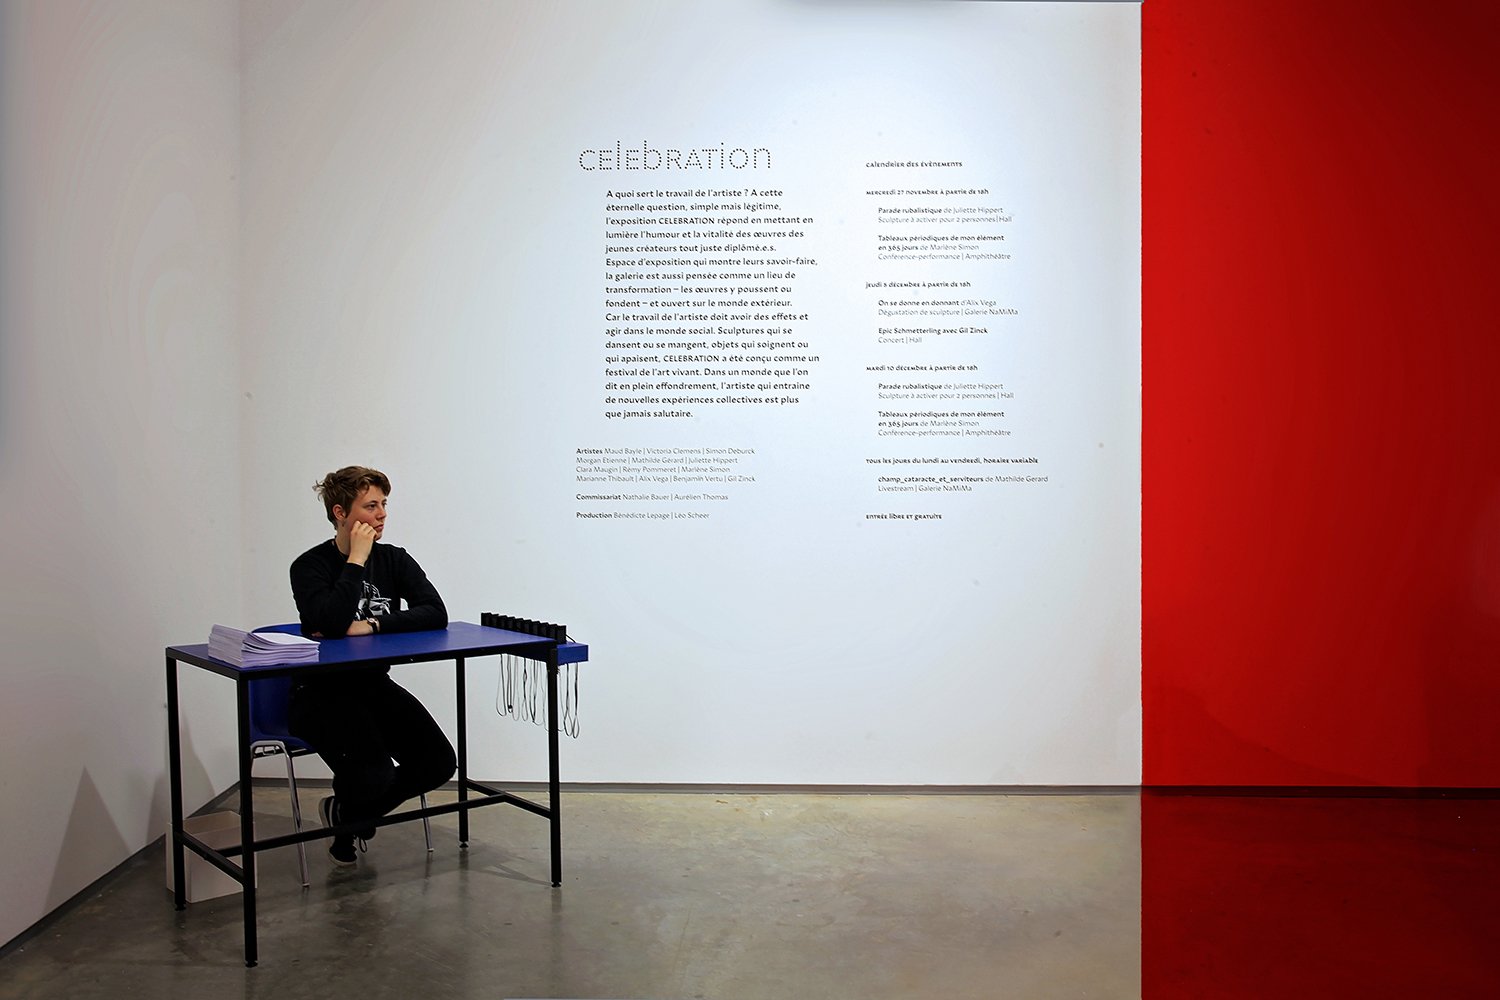 celebration
A quoi sert le travail de l'artiste ? A cette
éternelle question, simple mais légitime,
l'exposition CELEBRATION répond en mettant en
lumière l'humour et la vitalité des œuvres des
jeunes créateurs tout juste diplômé.e.s.
Espace d'exposition qui montre leurs savoir-faire,
la galerie est aussi pensée comme un lieu de
transformation – les œuvres y poussent ou
fondent – et ouvert sur le monde extérieur.
Car le travail de l'artiste doit avoir des effets et
agir dans le monde social. Sculptures qui se
dansent ou se mangent, objets qui soignent ou
qui apaisent, CELEBRATION a été conçu comme un
festival de l'art vivant. Dans un monde que l'on
dit en plein effondrement, l'artiste qui entraine
de nouvelles expériences collectives est plus
que jamais salutaire.
Artistes Maud Bayle | Victoria Clemens | Simon Deburck
Morgan Etienne | Mathilde Gérard | Juliette Hippert
Clara Maugin | Rémy Pommeret | Marlène Simon
Marianne Thibault | Alix Vega | Benjamin Vertu | Gil Zinck
Commissariat Nathalie Bauer | Aurélien Thomas
Production Bénédicte Lepage | Léo Scheer
calendrier des évènements
mercredi 27 novembre à partir de 18h
Parade rubalistique de Juliette Hippert
Sculpture à activer pour 2 personnes | Hall
Tableaux périodiques de mon élément
en 365 jours de Marlène Simon
Conférence-performance | Amphithéâtre
jeudi 5 décembre à partir de 18h
On se donne en donnant d'Alix Vega
Dégustation de sculpture | Galerie NaMiMa
Epic Schmetterling avec Gil Zinck
Concert | Hall
mardi 10 décembre à partir de 18h
Parade rubalistique de Juliette Hippert
Sculpture à activer pour 2 personnes | Hall
Tableaux périodiques de mon élément
en 365 jours de Marlène Simon
Conférence-performance | Amphithéâtre
tous les jours du lundi au vendredi, horaire variable
champ_cataracte_et_serviteurs de Mathilde Gerard
Livestream | Galerie NaMiMa
entrée libre et gratuite